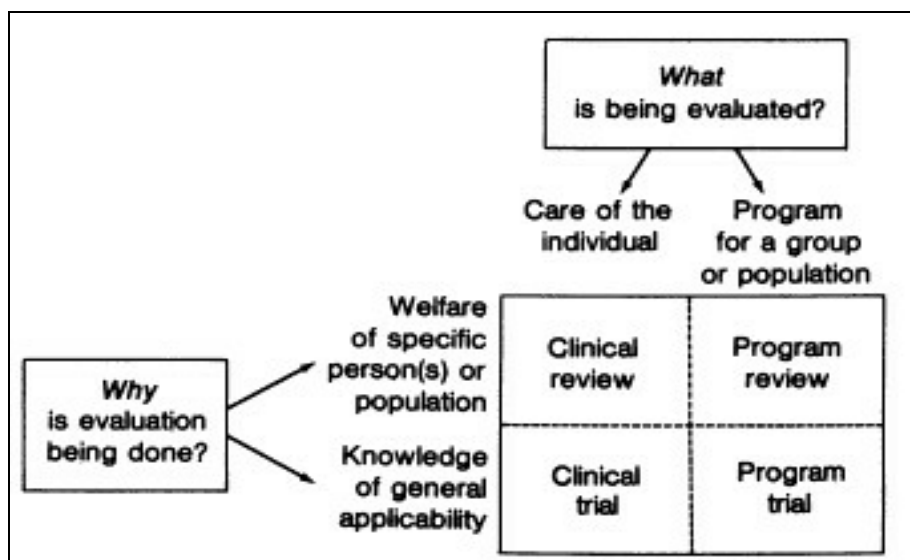 What
is being evaluated?
Care of the
individual
Program
for a group
or population
Welfare
of specific
person(s) or
population
Clinical
review
Program
review
Why
is evaluation
being done?
Knowledge
of general
applicability
Clinical
trial
Program
trial